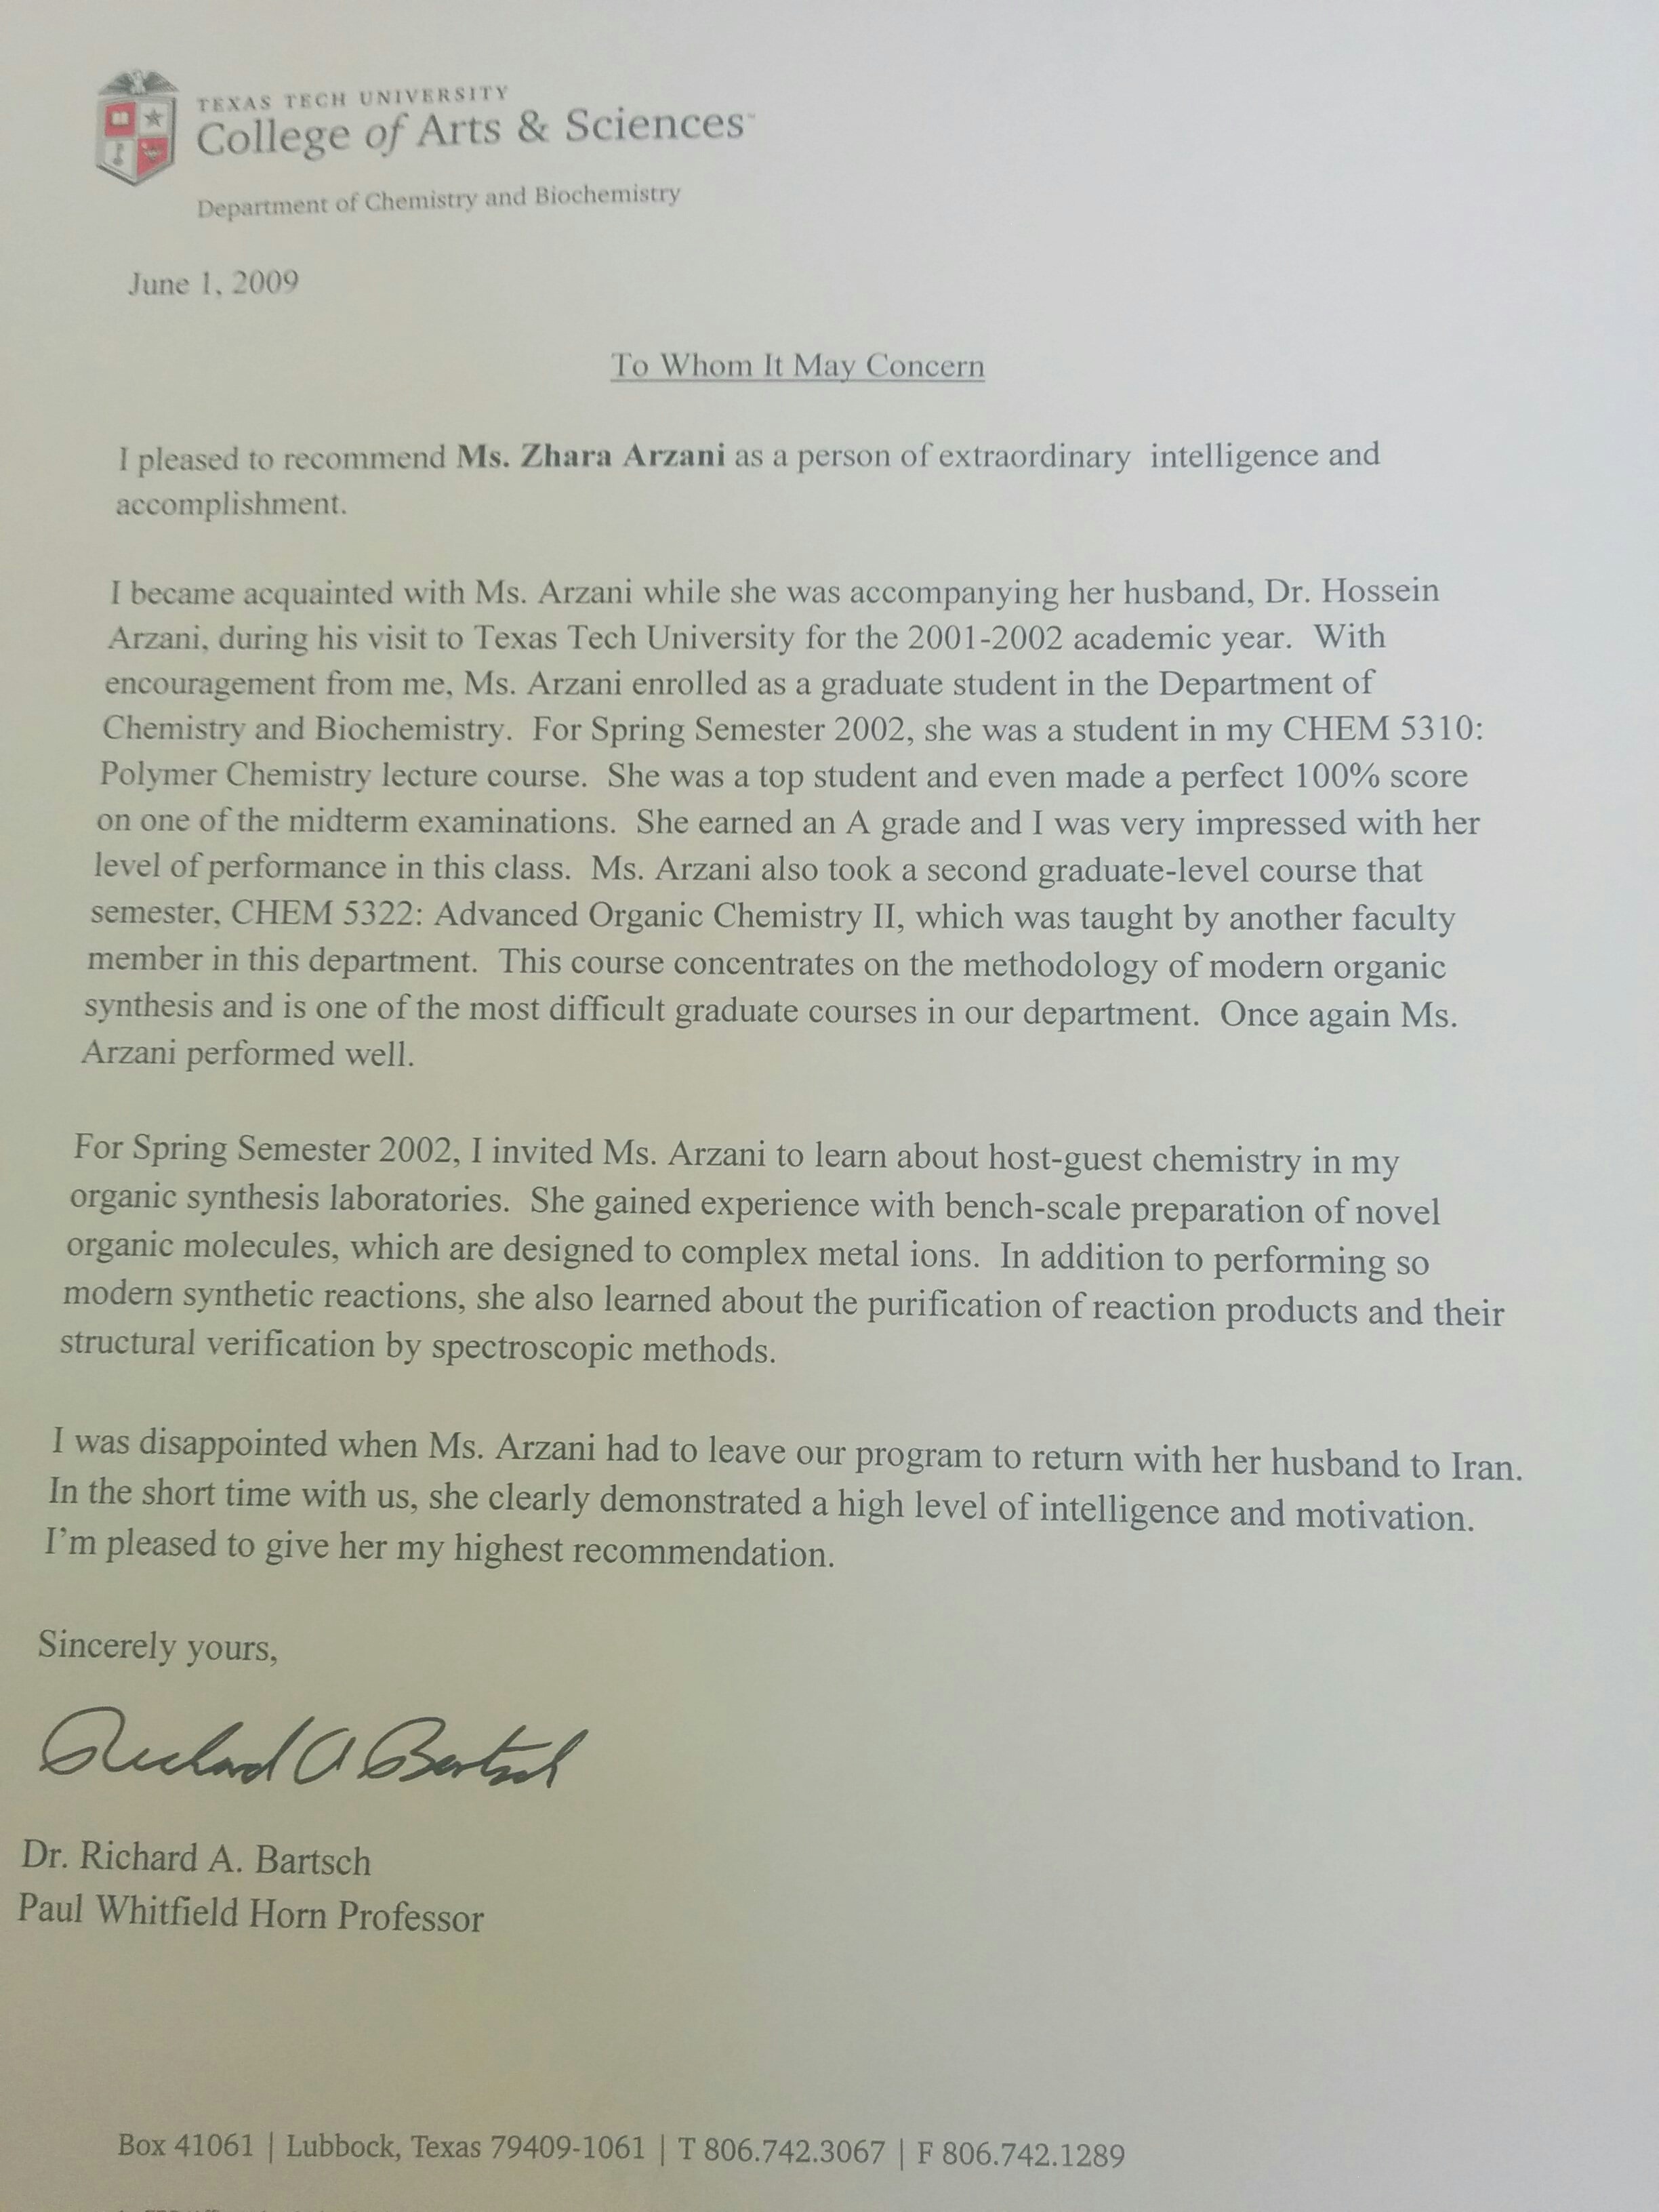 TEXAS TECH UNIVERSITY
College of Arts & Sciences™
Department of Chemistry and Biochemistry
June 1, 2009
To Whom It May Concern
I pleased to recommend Ms. Zhara Arzani as a person of extraordinary intelligence and
accomplishment.
I became acquainted with Ms. Arzani while she was accompanying her husband, Dr. Hossein
Arzani, during his visit to Texas Tech University for the 2001-2002 academic year. With
encouragement from me, Ms. Arzani enrolled as a graduate student in the Department of
Chemistry and Biochemistry. For Spring Semester 2002, she was a student in my CHEM 5310:
Polymer Chemistry lecture course. She was a top student and even made a perfect 100% score
on one of the midterm examinations. She earned an A grade and I was very impressed with her
level of performance in this class. Ms. Arzani also took a second graduate-level course that
semester, CHEM 5322: Advanced Organic Chemistry II, which was taught by another faculty
member in this department. This course concentrates on the methodology of modern organic
synthesis and is one of the most difficult graduate courses in our department. Once again Ms.
Arzani performed well.
For Spring Semester 2002, I invited Ms. Arzani to learn about host-guest chemistry in my
organic synthesis laboratories. She gained experience with bench-scale preparation of novel
organic molecules, which are designed to complex metal ions. In addition to performing so
modern synthetic reactions, she also learned about the purification of reaction products and their
structural verification by spectroscopic methods.
I was disappointed when Ms. Arzani had to leave our program to return with her husband to Iran.
In the short time with us, she clearly demonstrated a high level of intelligence and motivation.
I'm pleased to give her my highest recommendation.
Sincerely yours,
Richard A Bartsch
Dr. Richard A. Bartsch
Paul Whitfield Horn Professor
Box 41061 | Lubbock, Texas 79409-1061 | T 806.742.3067 | F 806.742.1289